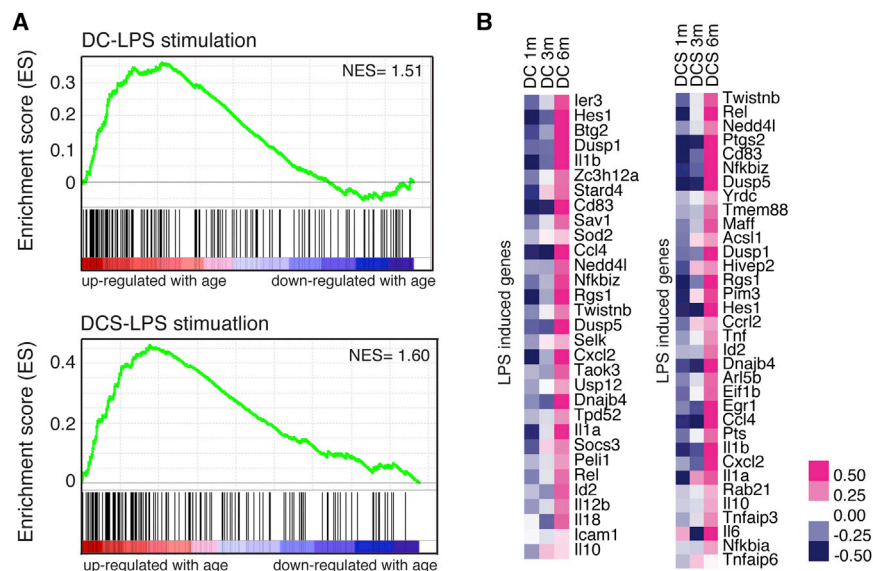 A
DC-LPS stimulation
NES= 1.51
Enrichment score (ES)
0.3
0.2
0.1
0
up-regulated with age
down-regulated with age
DCS-LPS stimuatlion
NES= 1.60
Enrichment score (ES)
0.4
0.2
0
up-regulated with age
down-regulated with age
B
DC 1m
DC 3m
DC 6m
LPS induced genes
Ier3
Hes1
Btg2
Dusp1
Il1b
Zc3h12a
Stard4
Cd83
Sav1
Sod2
Ccl4
Nedd4l
Nfkbiz
Rgs1
Twistnb
Dusp5
Selk
Cxcl2
Taok3
Usp12
Dnajb4
Tpd52
Il1a
Socs3
Peli1
Rel
Id2
Il12b
Il18
Icam1
Il10
DCS 1m
DCS 3m
DCS 6m
LPS induced genes
Twistnb
Rel
Nedd4l
Ptgs2
Cd83
Nfkbiz
Dusp5
Yrdc
Tmem88
Maff
Acsl1
Dusp1
Hivep2
Rgs1
Pim3
Hes1
Ccrl2
Tnf
Id2
Dnajb4
Arl5b
Eif1b
Egr1
Ccl4
Pts
Il1b
Cxcl2
Il1a
Rab21
Il10
Tnfaip3
Il6
Nfkbia
Tnfaip6
0.50
0.25
0.00
-0.25
-0.50